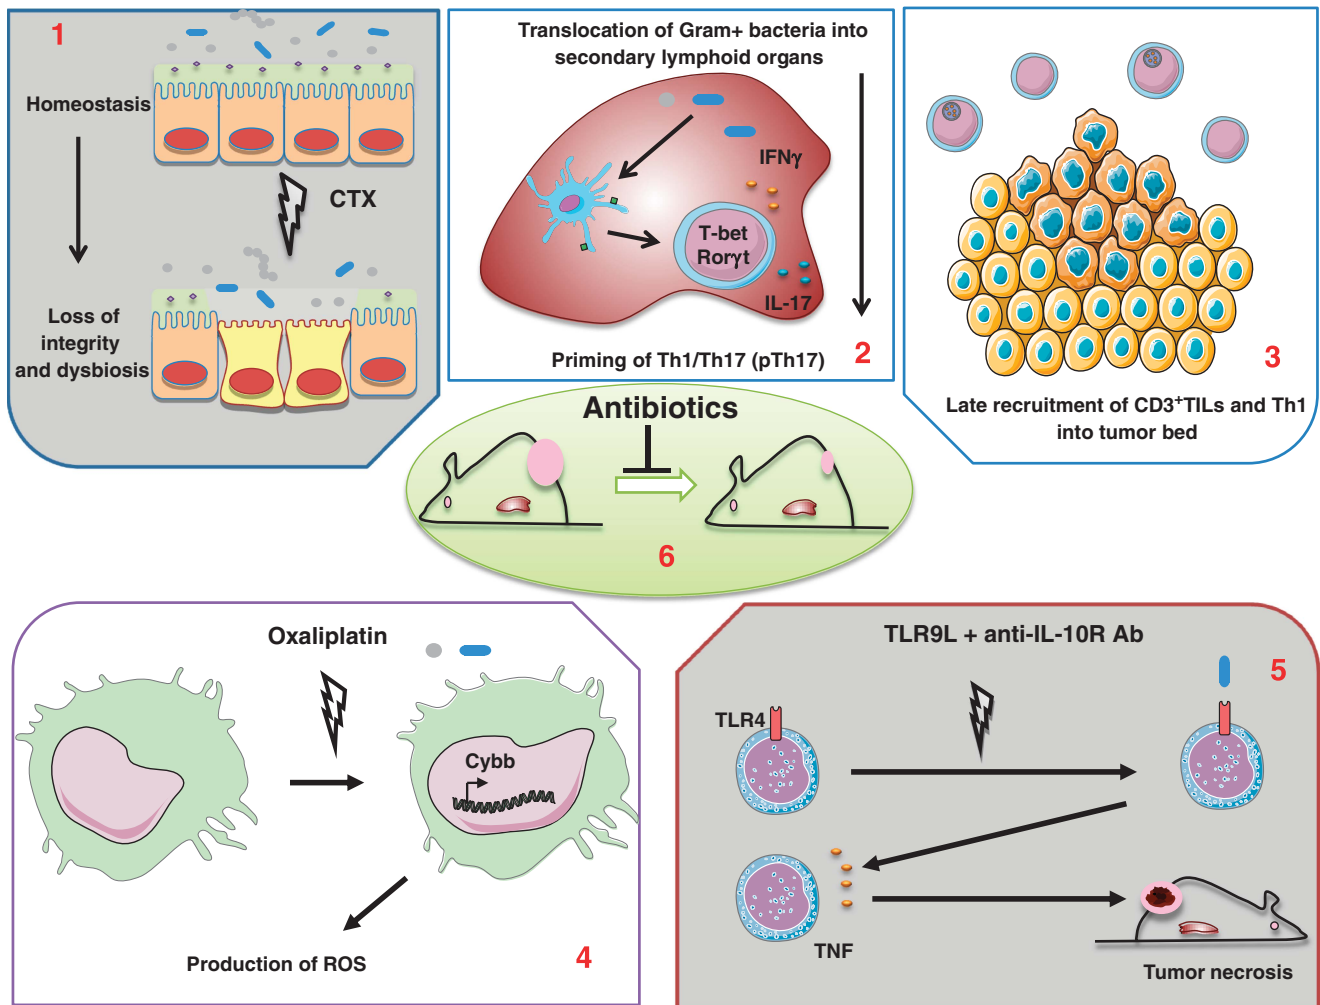 1
Homeostasis
CTX
Loss of
integrity
and dysbiosis
Translocation of Gram+ bacteria into
secondary lymphoid organs
IFNγ
T-bet
Rorγt
IL-17
Priming of Th1/Th17 (pTh17)
2
3
Late recruitment of CD3⁺TILs and Th1
into tumor bed
Antibiotics
6
Oxaliplatin
Cybb
Production of ROS
4
TLR9L + anti-IL-10R Ab
5
TLR4
TNF
Tumor necrosis